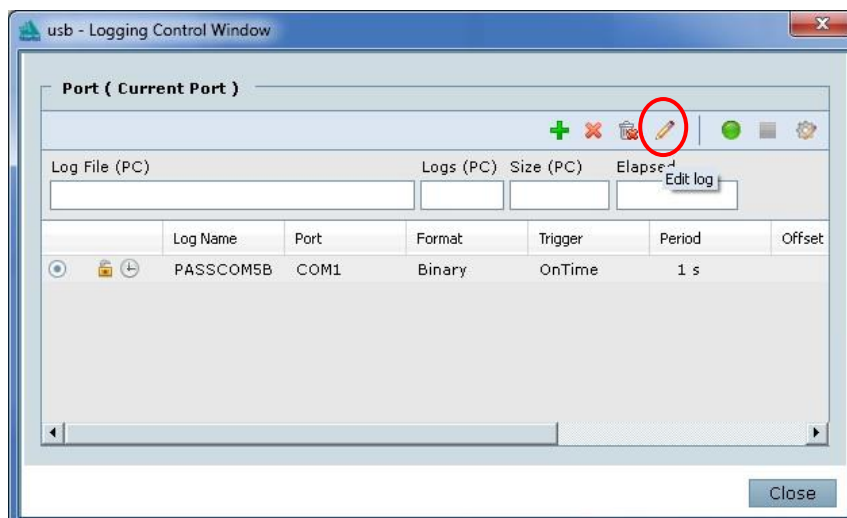 usb - Logging Control Window
Port ( Current Port )
Log File (PC) Logs (PC) Size (PC) Elapsed
Edit log
Log Name Port Format Trigger Period Offset
PASSCOM5B COM1 Binary OnTime 1 s
Close